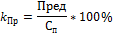 kПр = Пред / Сп * 100%